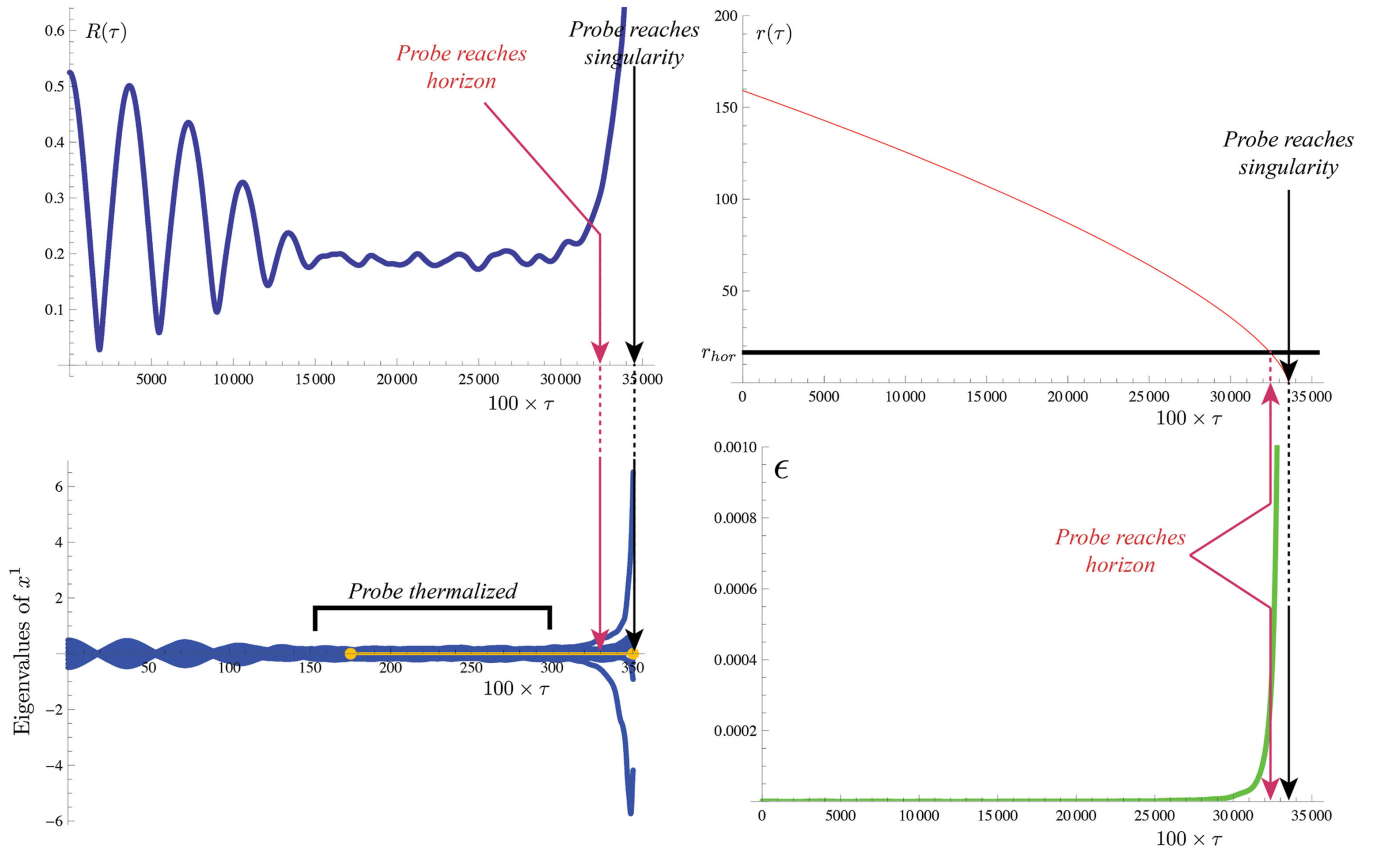 R(τ)
0.6
0.5
0.4
0.3
0.2
0.1
Probe reaches
horizon
Probe reaches
singularity
5000 10 000 15 000 20 000 25 000 30 000 35 000
100 × τ
r(τ)
200
150
100
50
r_hor
Probe reaches
singularity
0 5000 10 000 15 000 20 000 25 000 30 000 35 000
100 × τ
Eigenvalues of x¹
6
4
2
-2
-4
-6
Probe thermalized
50 100 150 200 250 300 350
100 × τ
ϵ
0.0010
0.0008
0.0006
0.0004
0.0002
Probe reaches
horizon
0 5000 10 000 15 000 20 000 25 000 30 000 35 000
100 × τ